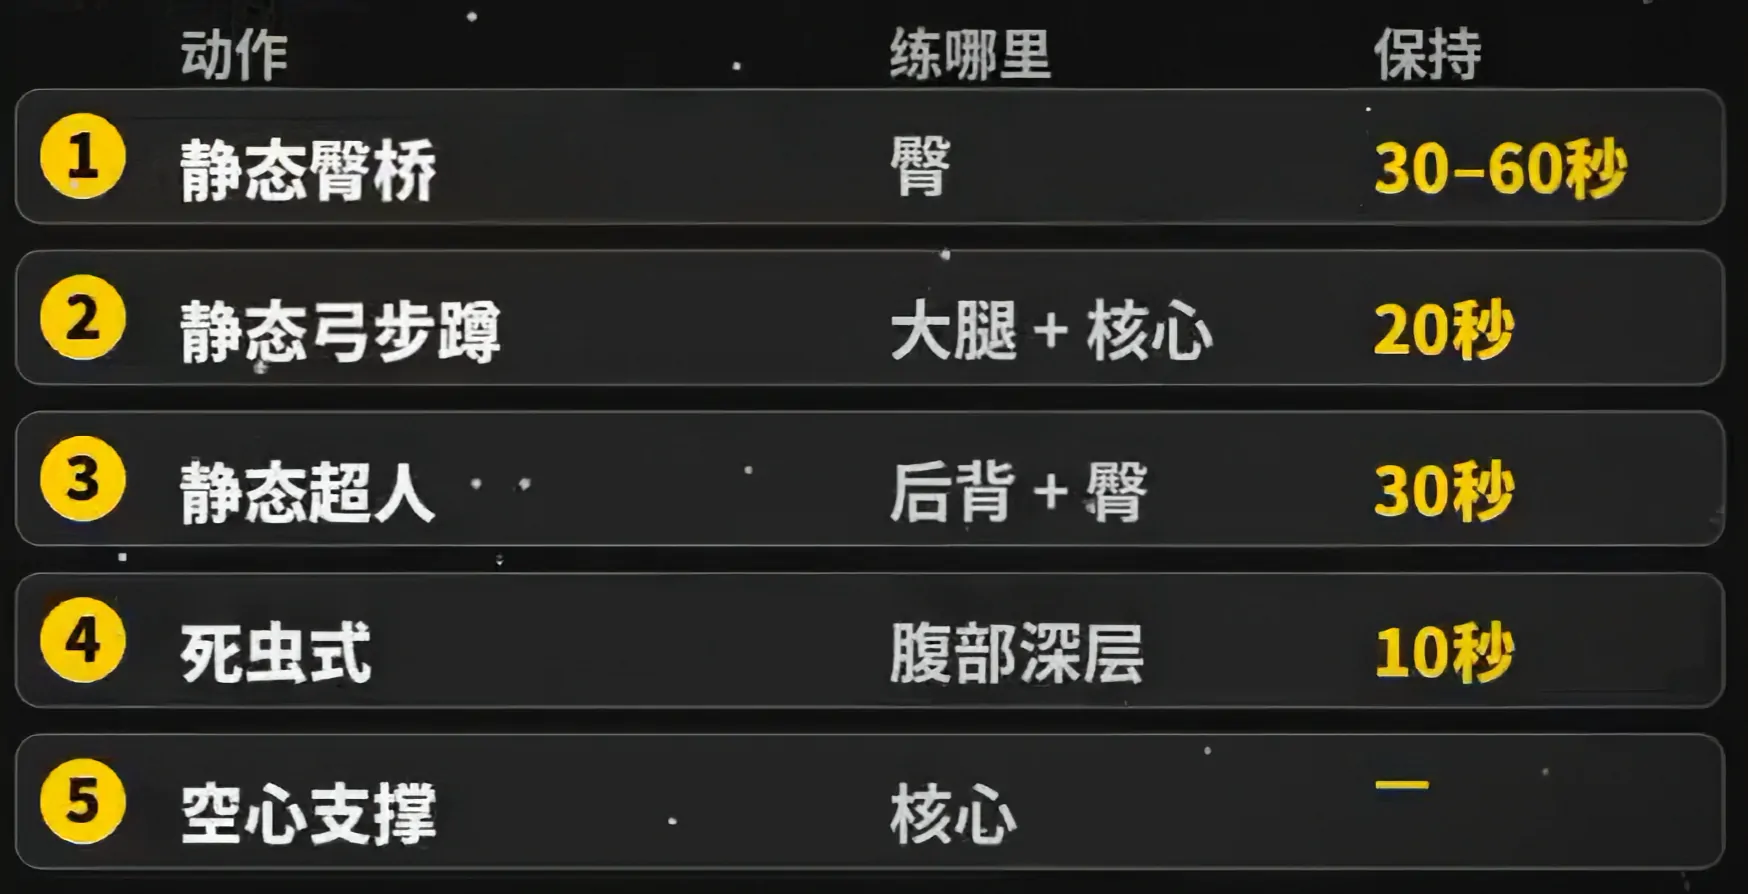 动作 练哪里 保持
1 静态臀桥 臀 30–60秒
2 静态弓步蹲 大腿 + 核心 20秒
3 静态超人 后背 + 臀 30秒
4 死虫式 腹部深层 10秒
5 空心支撑 核心 —